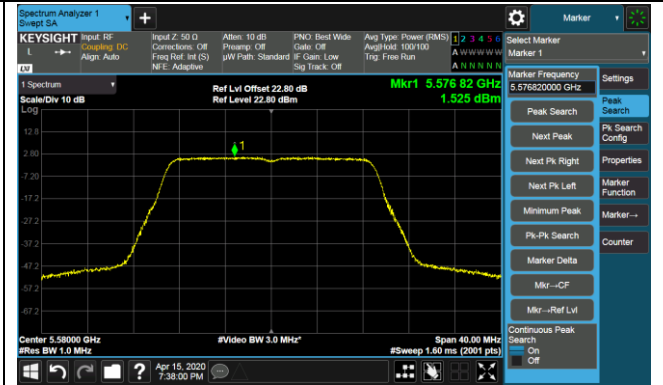 Spectrum Analyzer 1
Swept SA
Marker
KEYSIGHT
Input: RF
Coupling: DC
Align: Auto
Input Z: 50 Ω
Corrections: Off
Freq Ref: Int (S)
NFE: Adaptive
Atten: 10 dB
Preamp: Off
µW Path: Standard
PNO: Best Wide
Gate: Off
IF Gain: Low
Sig Track: Off
Avg Type: Power (RMS)
Avg|Hold: 100/100
Trig: Free Run
1 2 3 4 5 6
A W W W W W
A N N N N N
L
LXI
Select Marker
Marker 1
1 Spectrum
Scale/Div 10 dB
Log
Ref Lvl Offset 22.80 dB
Ref Level 22.80 dBm
Mkr1 5.576 82 GHz
1.525 dBm
1
12.8
2.80
-7.20
-17.2
-27.2
-37.2
-47.2
-57.2
-67.2
Center 5.58000 GHz
#Res BW 1.0 MHz
#Video BW 3.0 MHz*
Span 40.00 MHz
#Sweep 1.60 ms (2001 pts)
Marker Frequency
5.576820000 GHz
Peak Search
Next Peak
Next Pk Right
Next Pk Left
Minimum Peak
Pk-Pk Search
Marker Delta
Mkr→CF
Mkr→Ref Lvl
Continuous Peak
Search
On
Off
Settings
Peak
Search
Pk Search
Config
Properties
Marker
Function
Marker→
Counter
Apr 15, 2020
7:38:00 PM